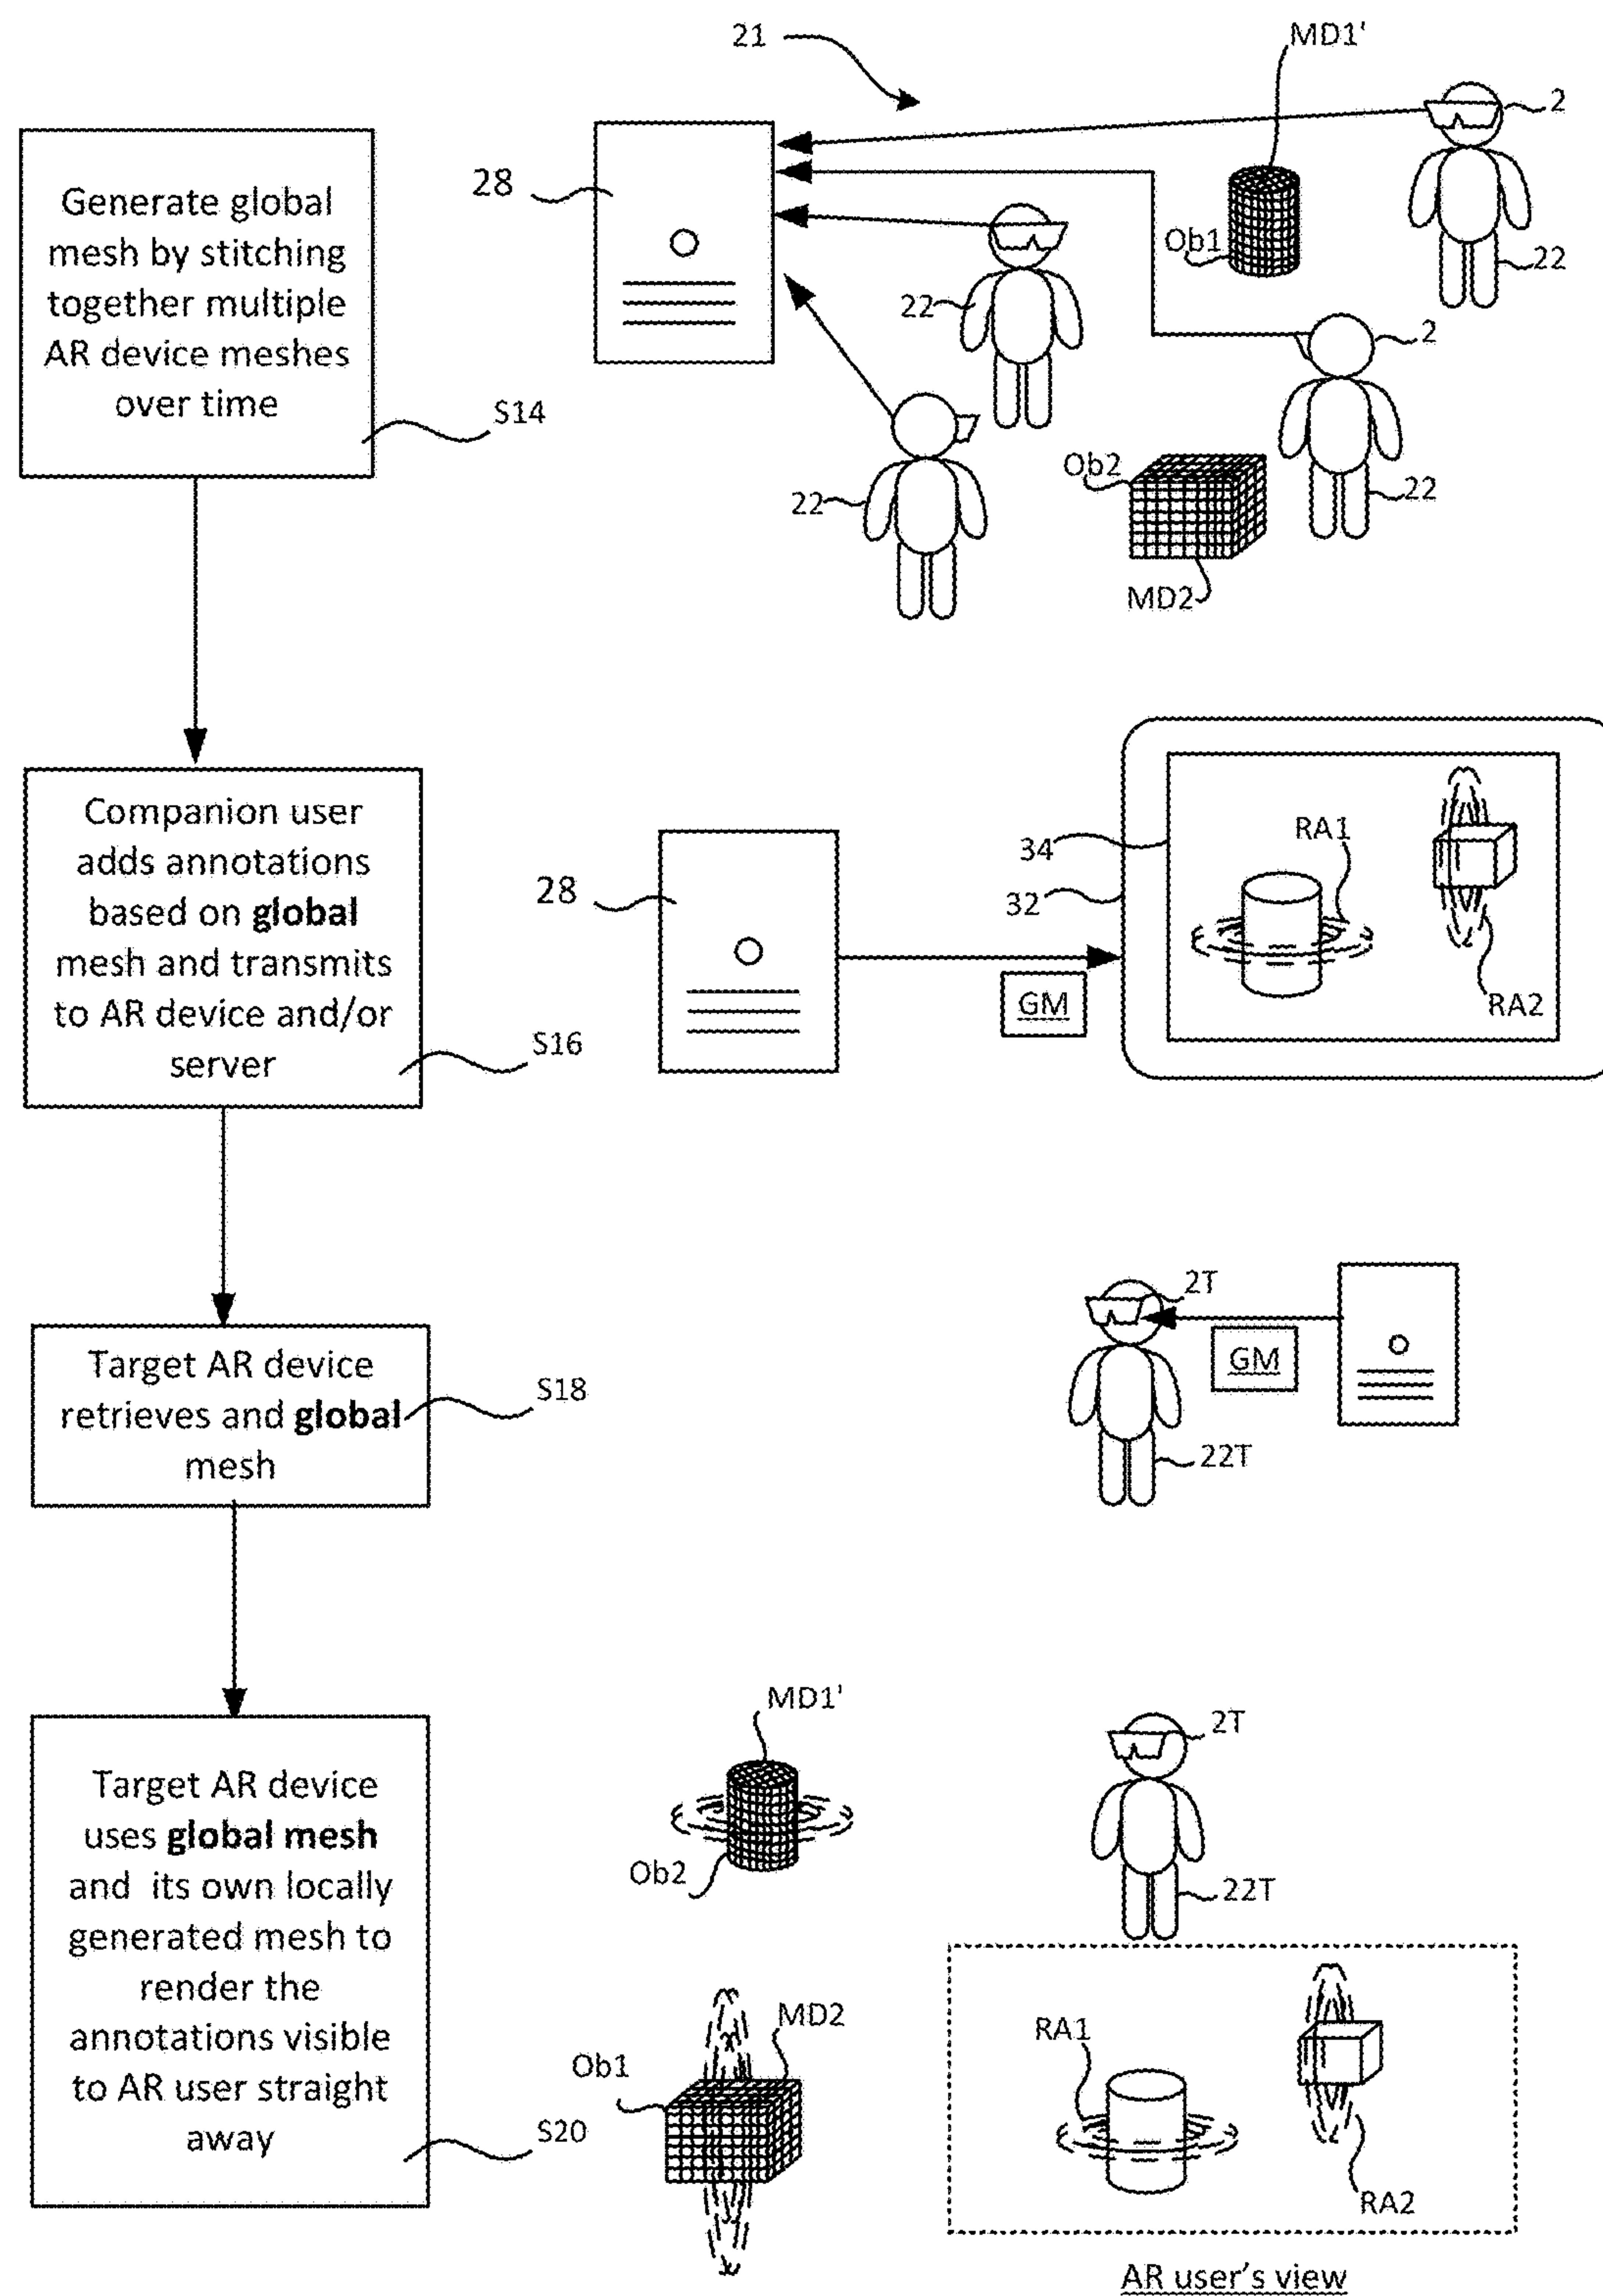 21
MD1'
2
28
Ob1
22
22
2
Generate global
mesh by stitching
together multiple
AR device meshes
over time
S14
Ob2
22
22
MD2
Companion user
adds annotations
based on global
mesh and transmits
to AR device and/or
server
S16
28
34
32
RA1
RA2
GM
Target AR device
retrieves and global
mesh
S18
2T
GM
22T
Target AR device
uses global mesh
and its own locally
generated mesh to
render the
annotations visible
to AR user straight
away
S20
MD1'
Ob2
2T
22T
MD2
Ob1
RA1
RA2
AR user's view